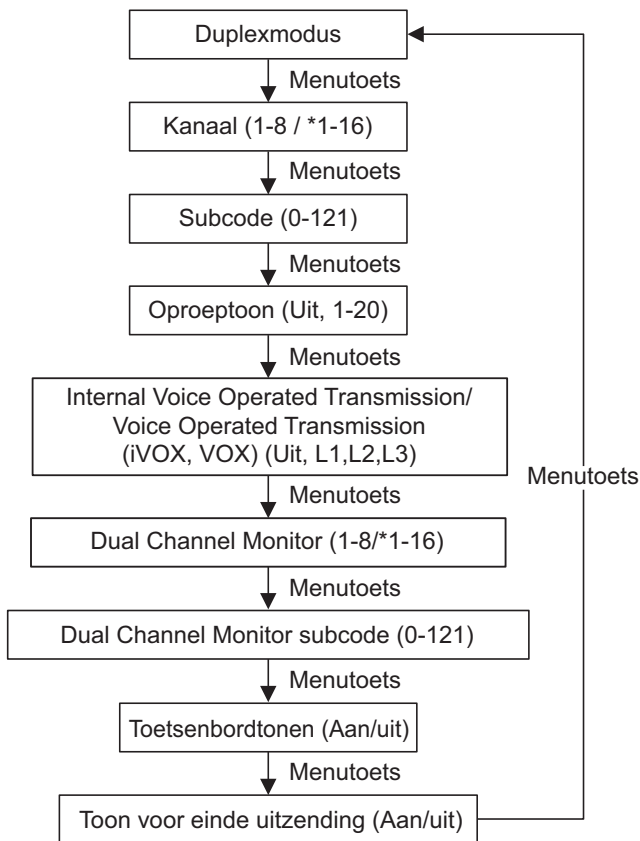 Duplexmodus
Menutoets
Kanaal (1-8 / *1-16)
Menutoets
Subcode (0-121)
Menutoets
Oproeptoon (Uit, 1-20)
Menutoets
Internal Voice Operated Transmission/
Voice Operated Transmission
(iVOX, VOX) (Uit, L1,L2,L3)
Menutoets
Menutoets
Dual Channel Monitor (1-8/*1-16)
Menutoets
Dual Channel Monitor subcode (0-121)
Menutoets
Toetsenbordtonen (Aan/uit)
Menutoets
Toon voor einde uitzending (Aan/uit)